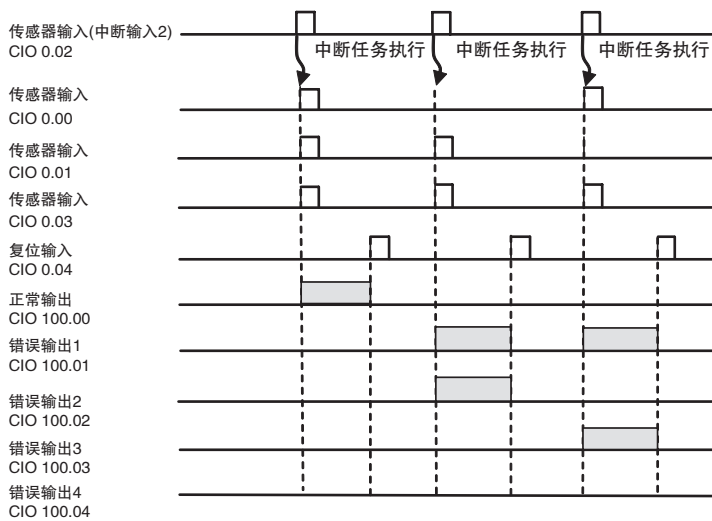 传感器输入(中断输入2)
CIO 0.02
中断任务执行
中断任务执行
中断任务执行
传感器输入
CIO 0.00
传感器输入
CIO 0.01
传感器输入
CIO 0.03
复位输入
CIO 0.04
正常输出
CIO 100.00
错误输出1
CIO 100.01
错误输出2
CIO 100.02
错误输出3
CIO 100.03
错误输出4
CIO 100.04